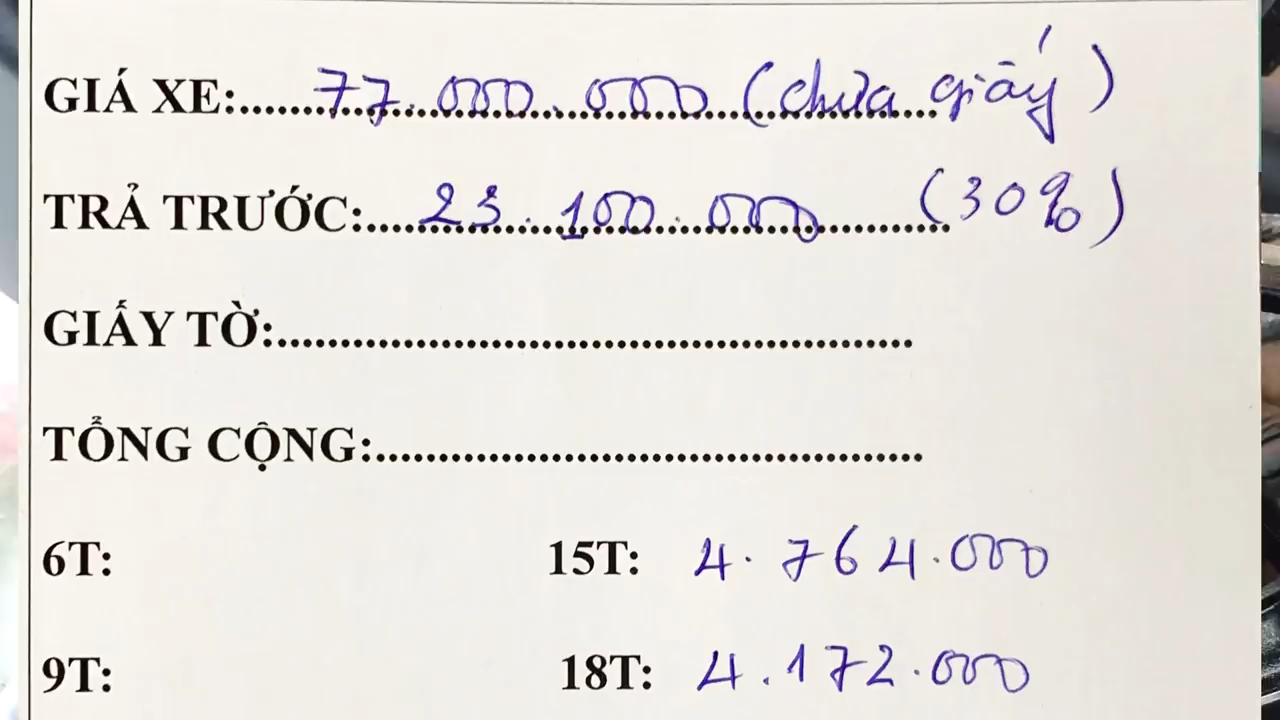 GIÁ XE:..........77.000.000 (chưa giấy)
TRẢ TRƯỚC:..........23.100.000 (30%)
GIẤY TỜ:..................................................
TỔNG CỘNG:............................................
6T: 15T: 4.764.000
9T: 18T: 4.172.000